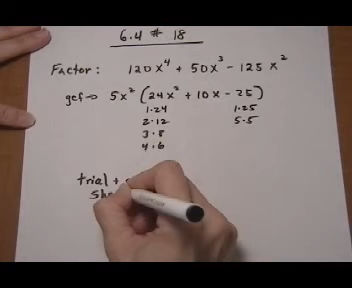 6.4 # 18
Factor: 120x⁴ + 50x³ - 125x²
gcf → 5x² (24x² + 10x - 25)
1·24 1·25
2·12 5·5
3·8
4·6
trial +